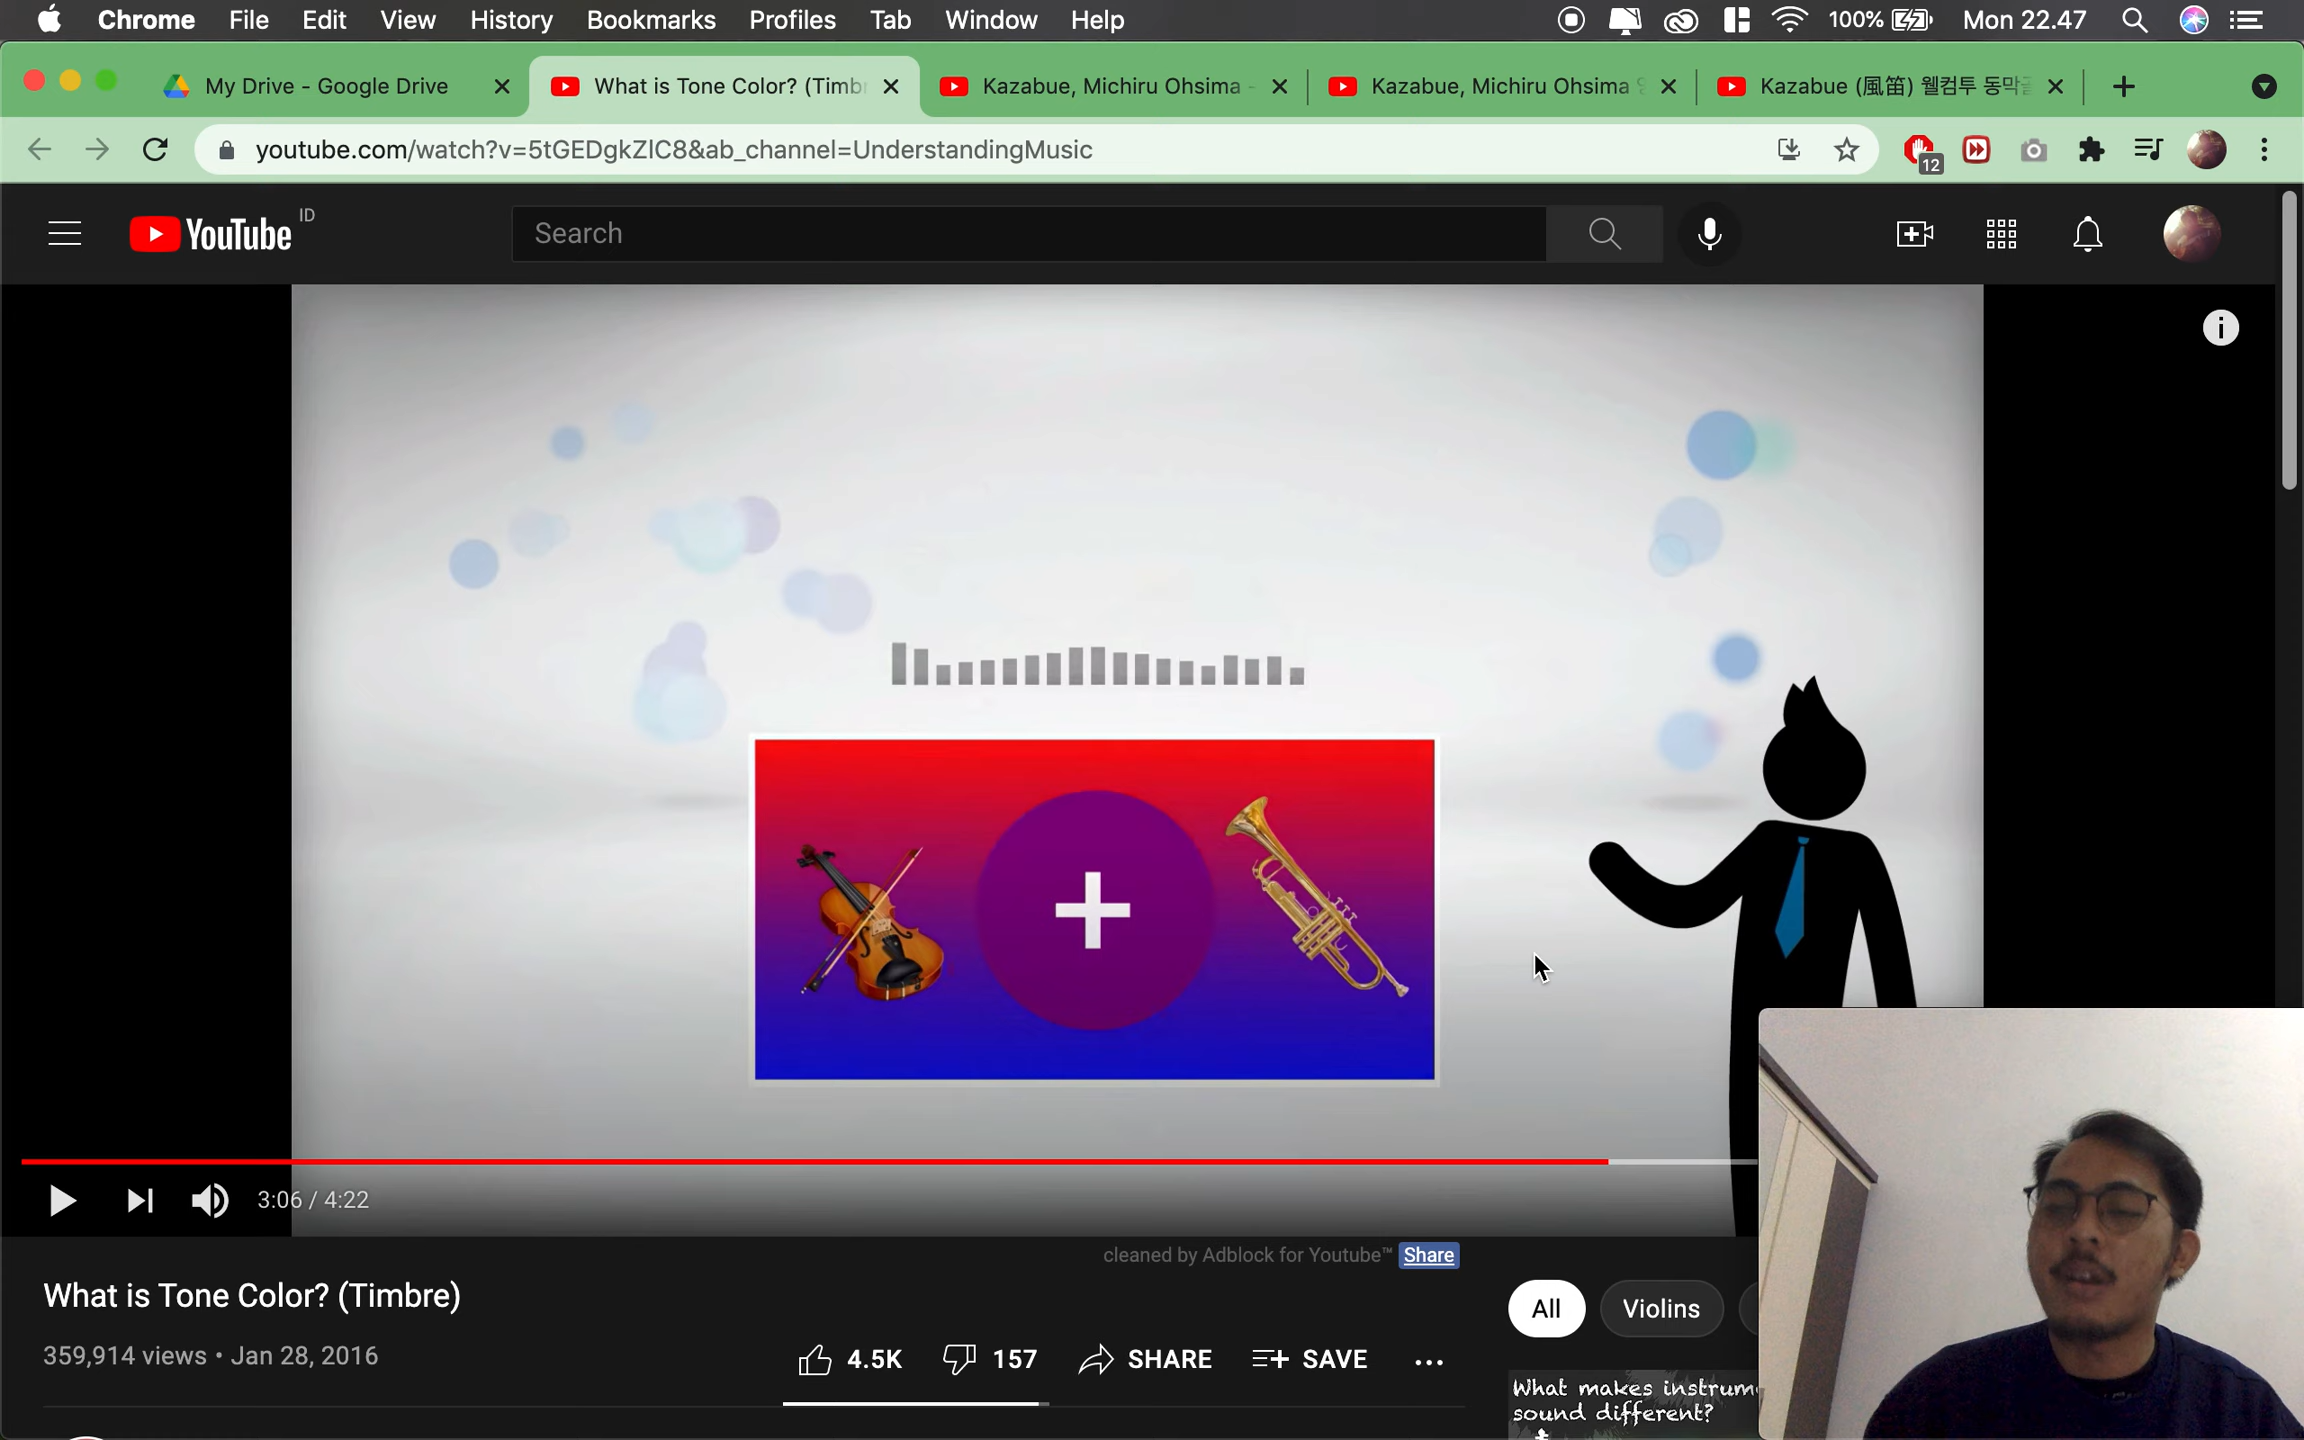 Chrome File Edit View History Bookmarks Profiles Tab Window Help 100% Mon 22.47
My Drive - Google Drive
What is Tone Color? (Timbr
Kazabue, Michiru Ohsima -
Kazabue, Michiru Ohsima
Kazabue (風笛) 웰컴투 동막골
youtube.com/watch?v=5tGEDgkZlC8&ab_channel=UnderstandingMusic
12
YouTube ID
Search
3:06 / 4:22
cleaned by Adblock for Youtube™ Share
What is Tone Color? (Timbre)
359,914 views • Jan 28, 2016
4.5K 157 SHARE SAVE
All Violins
What makes instrum
sound different?